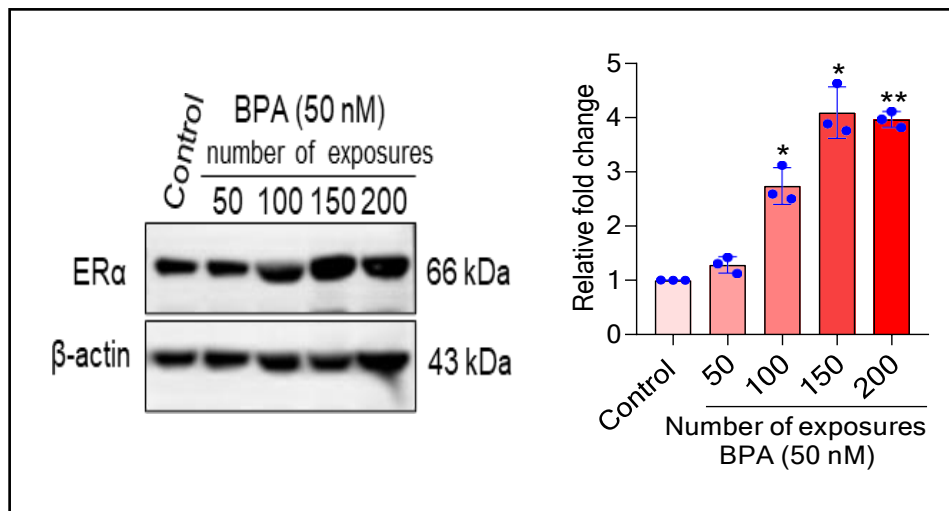 Control
BPA (50 nM)
number of exposures
50 100 150 200
ERα
66 kDa
β-actin
43 kDa
Relative fold change
5
4
3
2
1
0
*
*
**
Control
50
100
150
200
Number of exposures
BPA (50 nM)